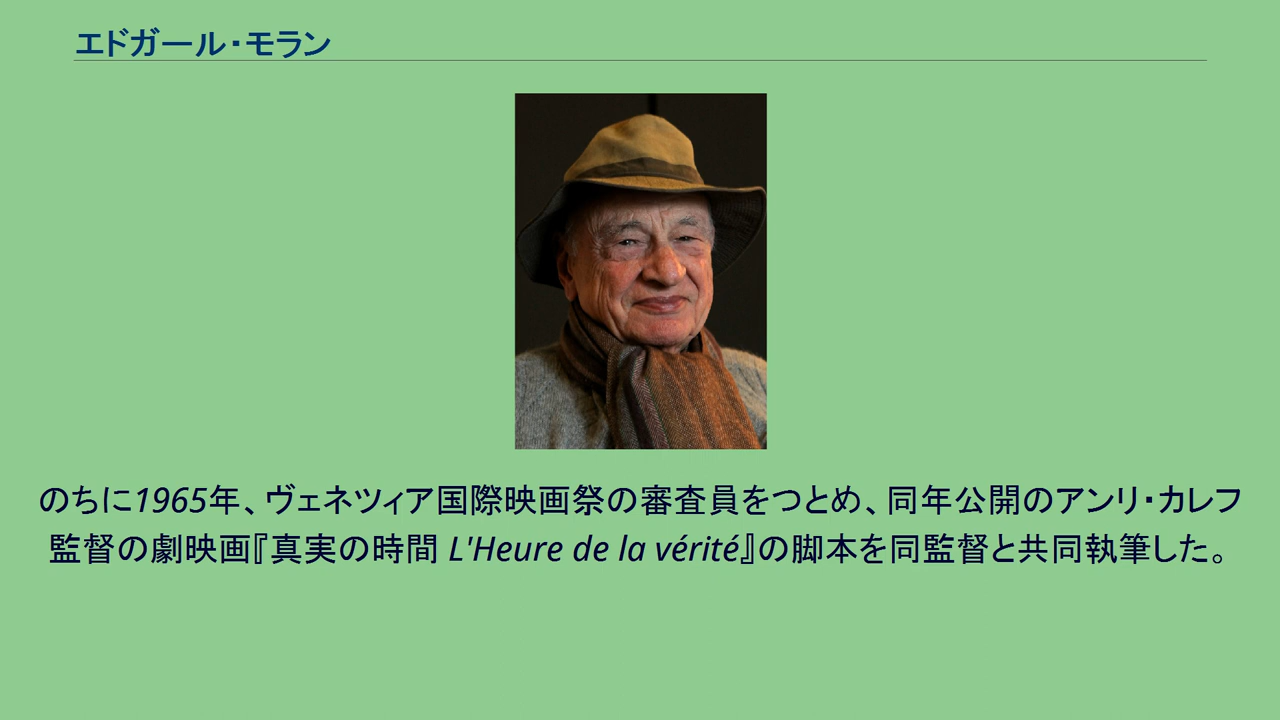 エドガール・モラン
のちに1965年、ヴェネツィア国際映画祭の審査員をつとめ、同年公開のアンリ・カレフ
監督の劇映画『真実の時間 L'Heure de la vérité』の脚本を同監督と共同執筆した。